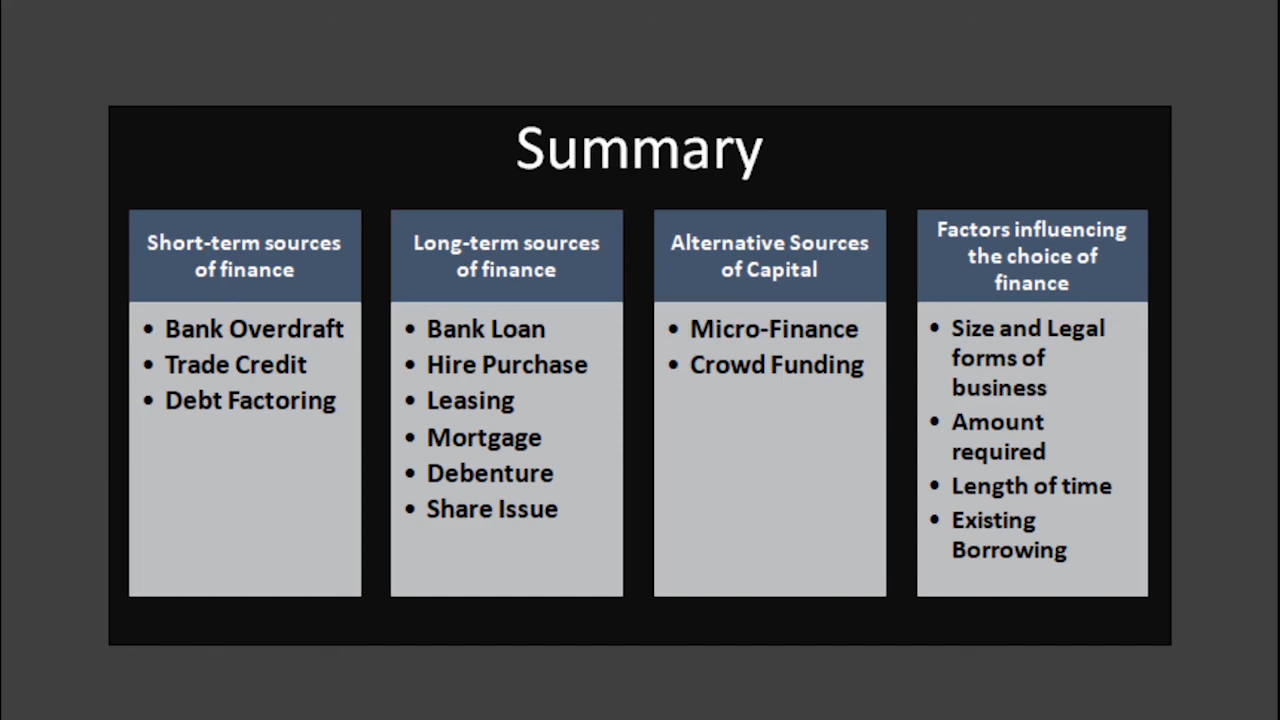 Summary
Short-term sources
of finance
• Bank Overdraft
• Trade Credit
• Debt Factoring
Long-term sources
of finance
• Bank Loan
• Hire Purchase
• Leasing
• Mortgage
• Debenture
• Share Issue
Alternative Sources
of Capital
• Micro-Finance
• Crowd Funding
Factors influencing
the choice of
finance
• Size and Legal
forms of
business
• Amount
required
• Length of time
• Existing
Borrowing